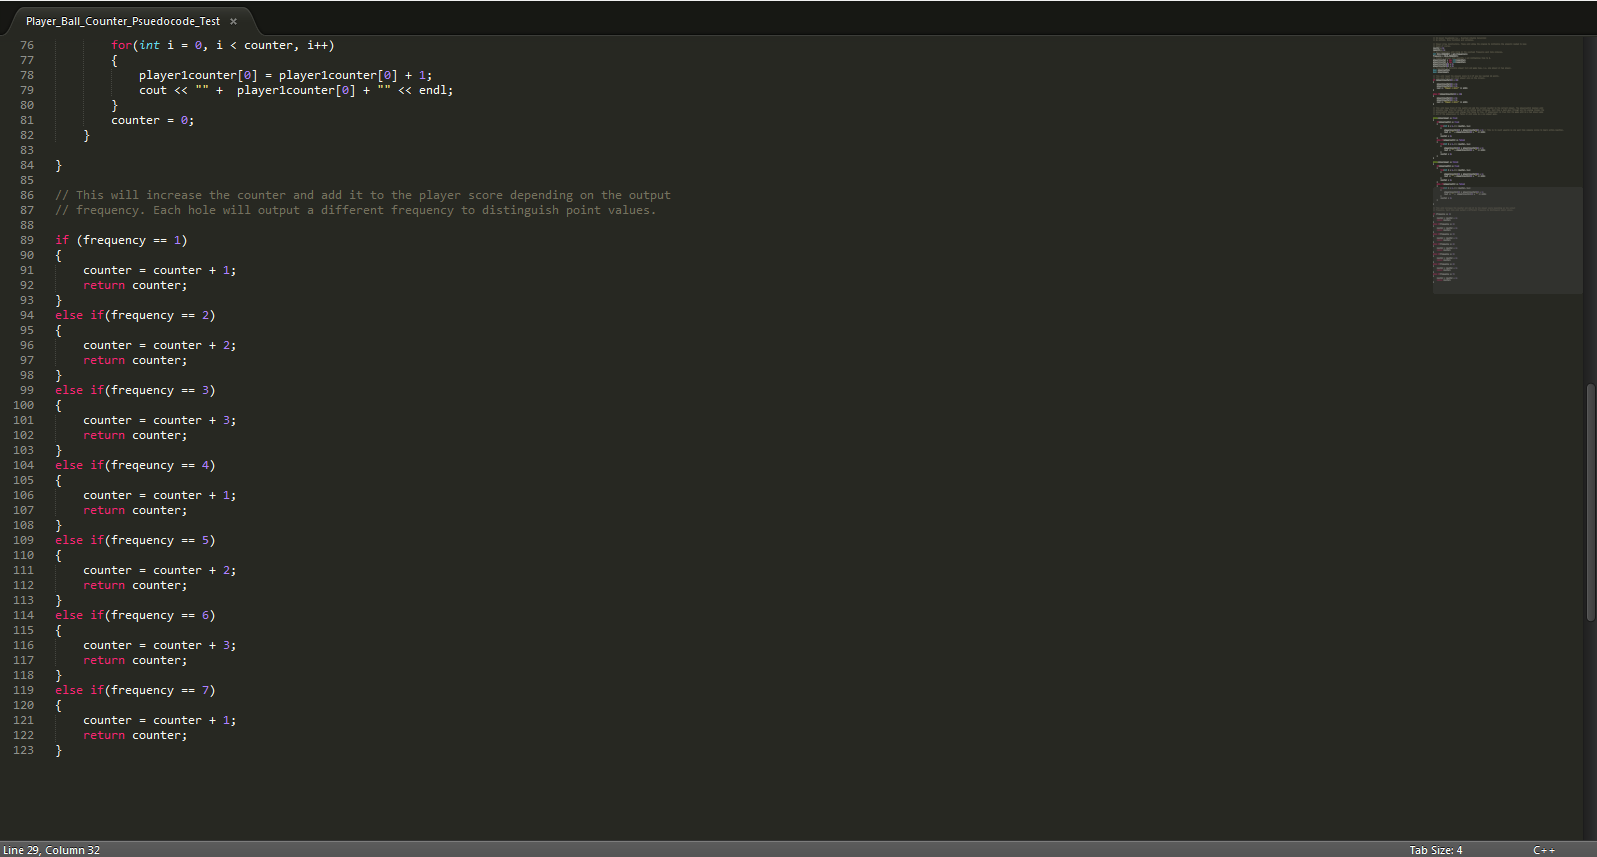 Player_Ball_Counter_Psuedocode_Test ×
76 for(int i = 0, i < counter, i++)
77 {
78 player1counter[0] = player1counter[0] + 1;
79 cout << "" +  player1counter[0] + "" << endl;
80 }
81 counter = 0;
82 }
83
84 }
85
86 // This will increase the counter and add it to the player score depending on the output
87 // frequency. Each hole will output a different frequency to distinguish point values.
88
89 if (frequency == 1)
90 {
91 counter = counter + 1;
92 return counter;
93 }
94 else if(frequency == 2)
95 {
96 counter = counter + 2;
97 return counter;
98 }
99 else if(frequency == 3)
100 {
101 counter = counter + 3;
102 return counter;
103 }
104 else if(freqeuncy == 4)
105 {
106 counter = counter + 1;
107 return counter;
108 }
109 else if(frequency == 5)
110 {
111 counter = counter + 2;
112 return counter;
113 }
114 else if(frequency == 6)
115 {
116 counter = counter + 3;
117 return counter;
118 }
119 else if(frequency == 7)
120 {
121 counter = counter + 1;
122 return counter;
123 }
Line 29, Column 32 Tab Size: 4 C++